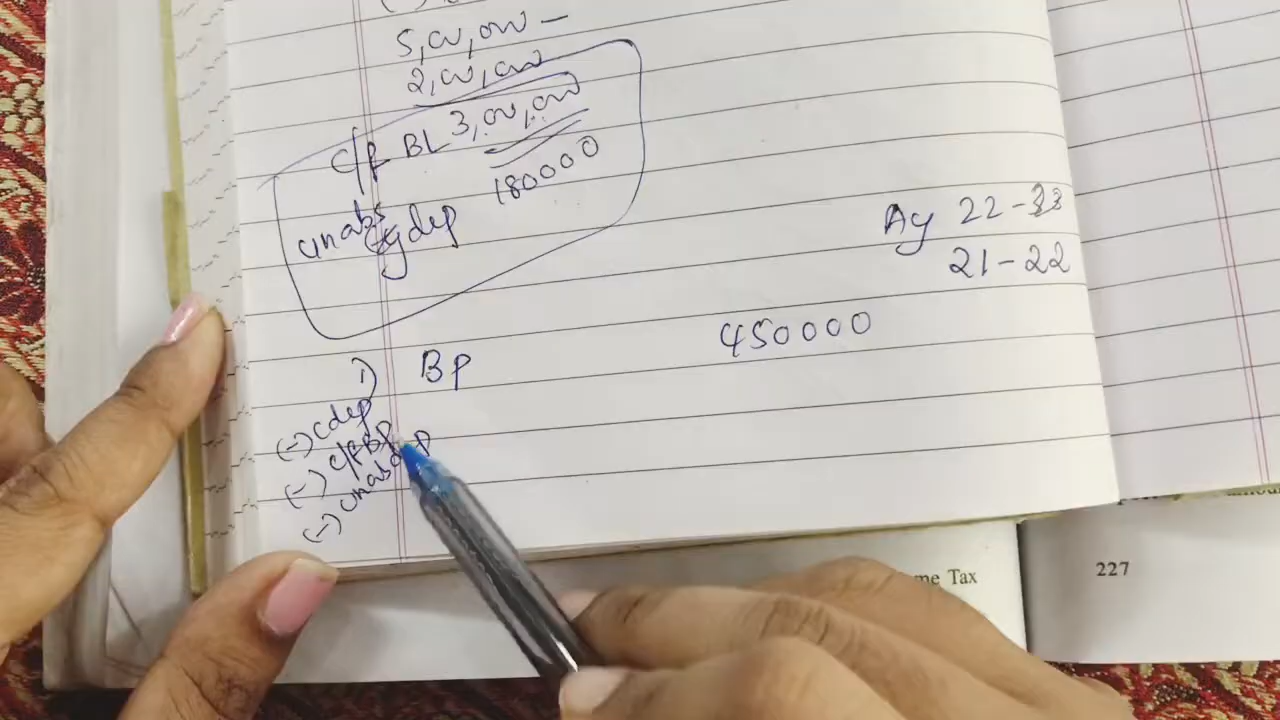 5,00,000 -
2,00,000
c/f BL 3,00,000
unabs dep 180000
Ay 22-23
21-22
1) BP 450000
(-) cdep
(-) c/f BP
(-) unabs dep
me Tax
227